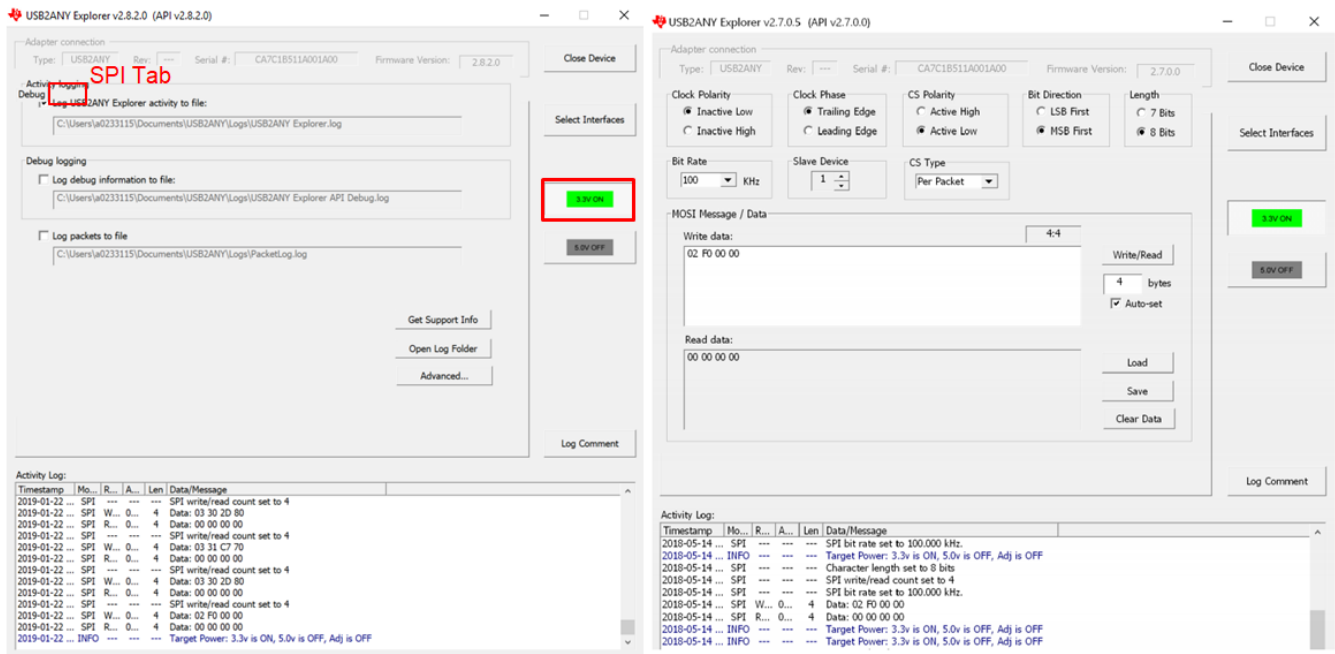 USB2ANY Explorer v2.8.2.0 (API v2.8.2.0)
Adapter connection
Type: USB2ANY Rev: --- Serial #: CA7C1B511A001A00 Firmware Version: 2.8.2.0
Close Device
SPI Tab
Activity logging
Debug
Log USB2ANY Explorer activity to file:
C:\Users\a0233115\Documents\USB2ANY\Logs\USB2ANY Explorer.log
Select Interfaces
Debug logging
Log debug information to file:
C:\Users\a0233115\Documents\USB2ANY\Logs\USB2ANY Explorer API Debug.log
3.3V ON
Log packets to file
C:\Users\a0233115\Documents\USB2ANY\Logs\PacketLog.log
5.0V OFF
Get Support Info
Open Log Folder
Advanced...
Log Comment
Activity Log:
Timestamp Mo... R... A... Len Data/Message
2019-01-22 ... SPI --- --- --- SPI write/read count set to 4
2019-01-22 ... SPI W... 0... 4 Data: 03 30 2D 80
2019-01-22 ... SPI R... 0... 4 Data: 00 00 00 00
2019-01-22 ... SPI --- --- --- SPI write/read count set to 4
2019-01-22 ... SPI W... 0... 4 Data: 03 31 C7 70
2019-01-22 ... SPI R... 0... 4 Data: 00 00 00 00
2019-01-22 ... SPI --- --- --- SPI write/read count set to 4
2019-01-22 ... SPI W... 0... 4 Data: 03 30 2D 80
2019-01-22 ... SPI R... 0... 4 Data: 00 00 00 00
2019-01-22 ... SPI --- --- --- SPI write/read count set to 4
2019-01-22 ... SPI W... 0... 4 Data: 02 F0 00 00
2019-01-22 ... SPI R... 0... 4 Data: 00 00 00 00
2019-01-22 ... INFO --- --- --- Target Power: 3.3v is ON, 5.0v is OFF, Adj is OFF
USB2ANY Explorer v2.7.0.5 (API v2.7.0.0)
Adapter connection
Type: USB2ANY Rev: --- Serial #: CA7C1B511A001A00 Firmware Version: 2.7.0.0
Close Device
Clock Polarity Clock Phase CS Polarity Bit Direction Length
Inactive Low Trailing Edge Active High LSB First 7 Bits
Inactive High Leading Edge Active Low MSB First 8 Bits
Select Interfaces
Bit Rate Slave Device CS Type
100 KHz 1 Per Packet
MOSI Message / Data
3.3V ON
Write data: 4:4
02 F0 00 00
Write/Read
5.0V OFF
4 bytes
Auto-set
Read data:
00 00 00 00
Load
Save
Clear Data
Log Comment
Activity Log:
Timestamp Mo... R... A... Len Data/Message
2018-05-14 ... SPI --- --- --- SPI bit rate set to 100.000 kHz.
2018-05-14 ... INFO --- --- --- Target Power: 3.3v is ON, 5.0v is OFF, Adj is OFF
2018-05-14 ... SPI --- --- --- Character length set to 8 bits
2018-05-14 ... SPI --- --- --- SPI write/read count set to 4
2018-05-14 ... SPI --- --- --- SPI bit rate set to 100.000 kHz.
2018-05-14 ... SPI W... 0... 4 Data: 02 F0 00 00
2018-05-14 ... SPI R... 0... 4 Data: 00 00 00 00
2018-05-14 ... INFO --- --- --- Target Power: 3.3v is ON, 5.0v is OFF, Adj is OFF
2018-05-14 ... INFO --- --- --- Target Power: 3.3v is ON, 5.0v is OFF, Adj is OFF